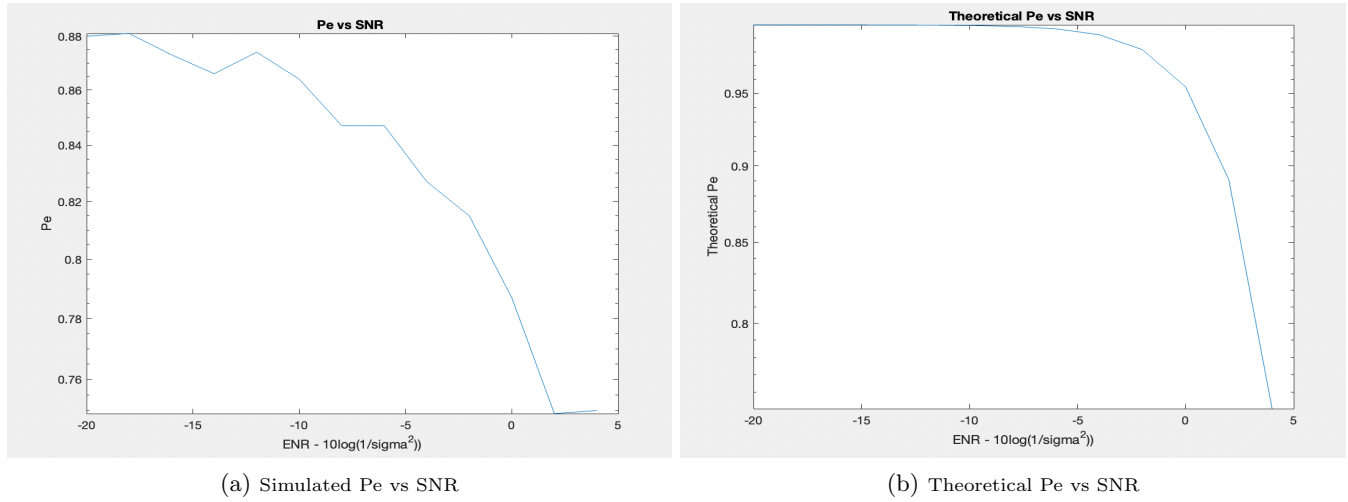 Pe vs SNR
0.88
0.86
0.84
0.82
0.8
0.78
0.76
Pe
-20
-15
-10
-5
0
5
ENR - 10log(1/sigma²))
(a) Simulated Pe vs SNR
Theoretical Pe vs SNR
0.95
0.9
0.85
0.8
Theoretical Pe
-20
-15
-10
-5
0
5
ENR - 10log(1/sigma²))
(b) Theoretical Pe vs SNR